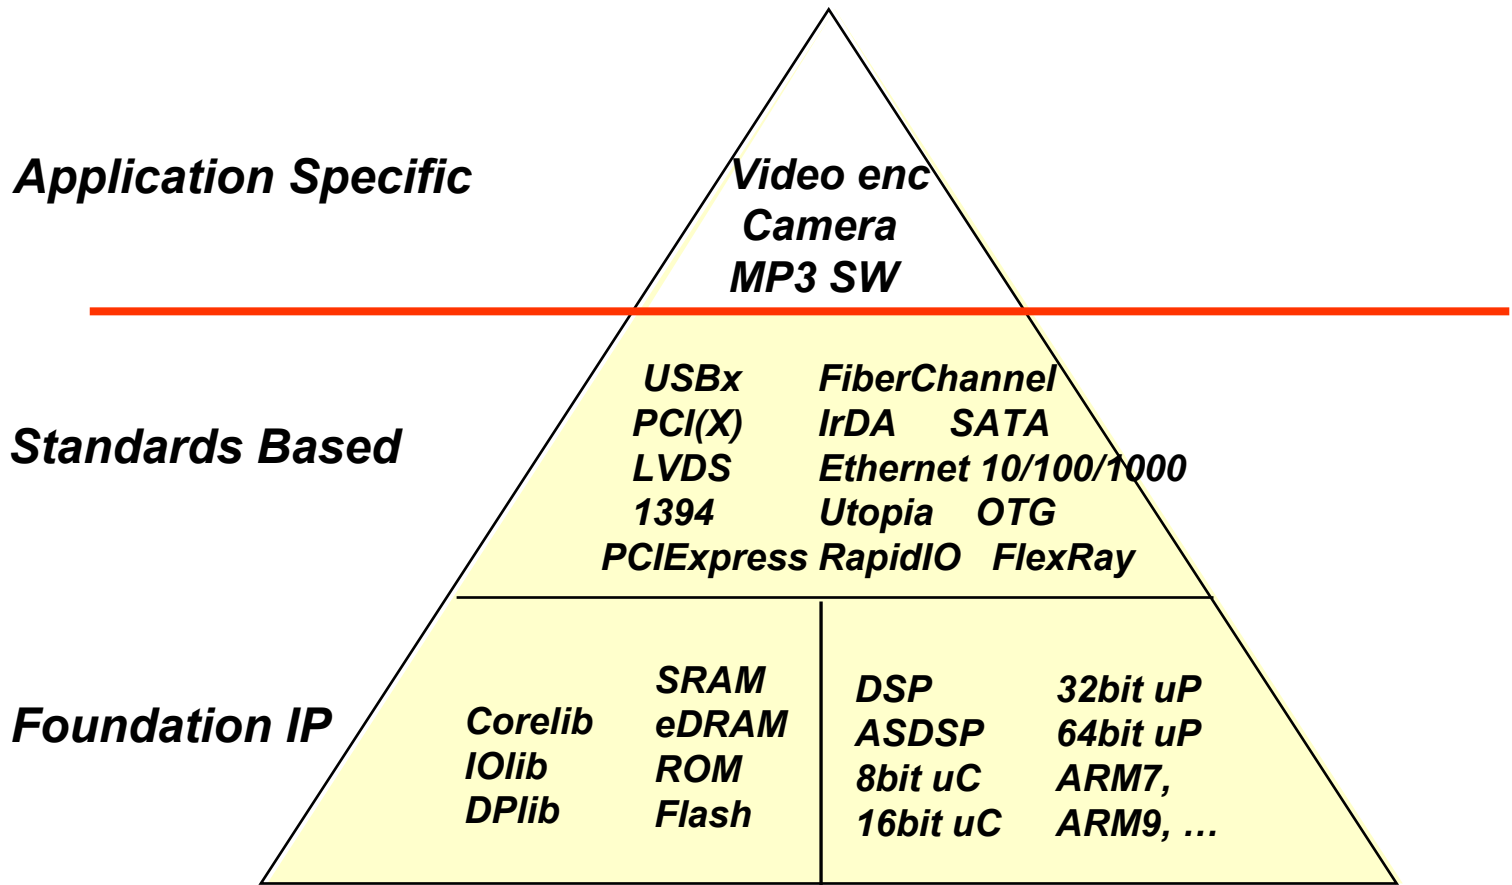 Application Specific
Video enc
Camera
MP3 SW
Standards Based
USBx FiberChannel
PCI(X) IrDA SATA
LVDS Ethernet 10/100/1000
1394 Utopia OTG
PCIExpress RapidIO FlexRay
Foundation IP
Corelib
IOlib
DPlib
SRAM
eDRAM
ROM
Flash
DSP 32bit uP
ASDSP 64bit uP
8bit uC ARM7,
16bit uC ARM9, …